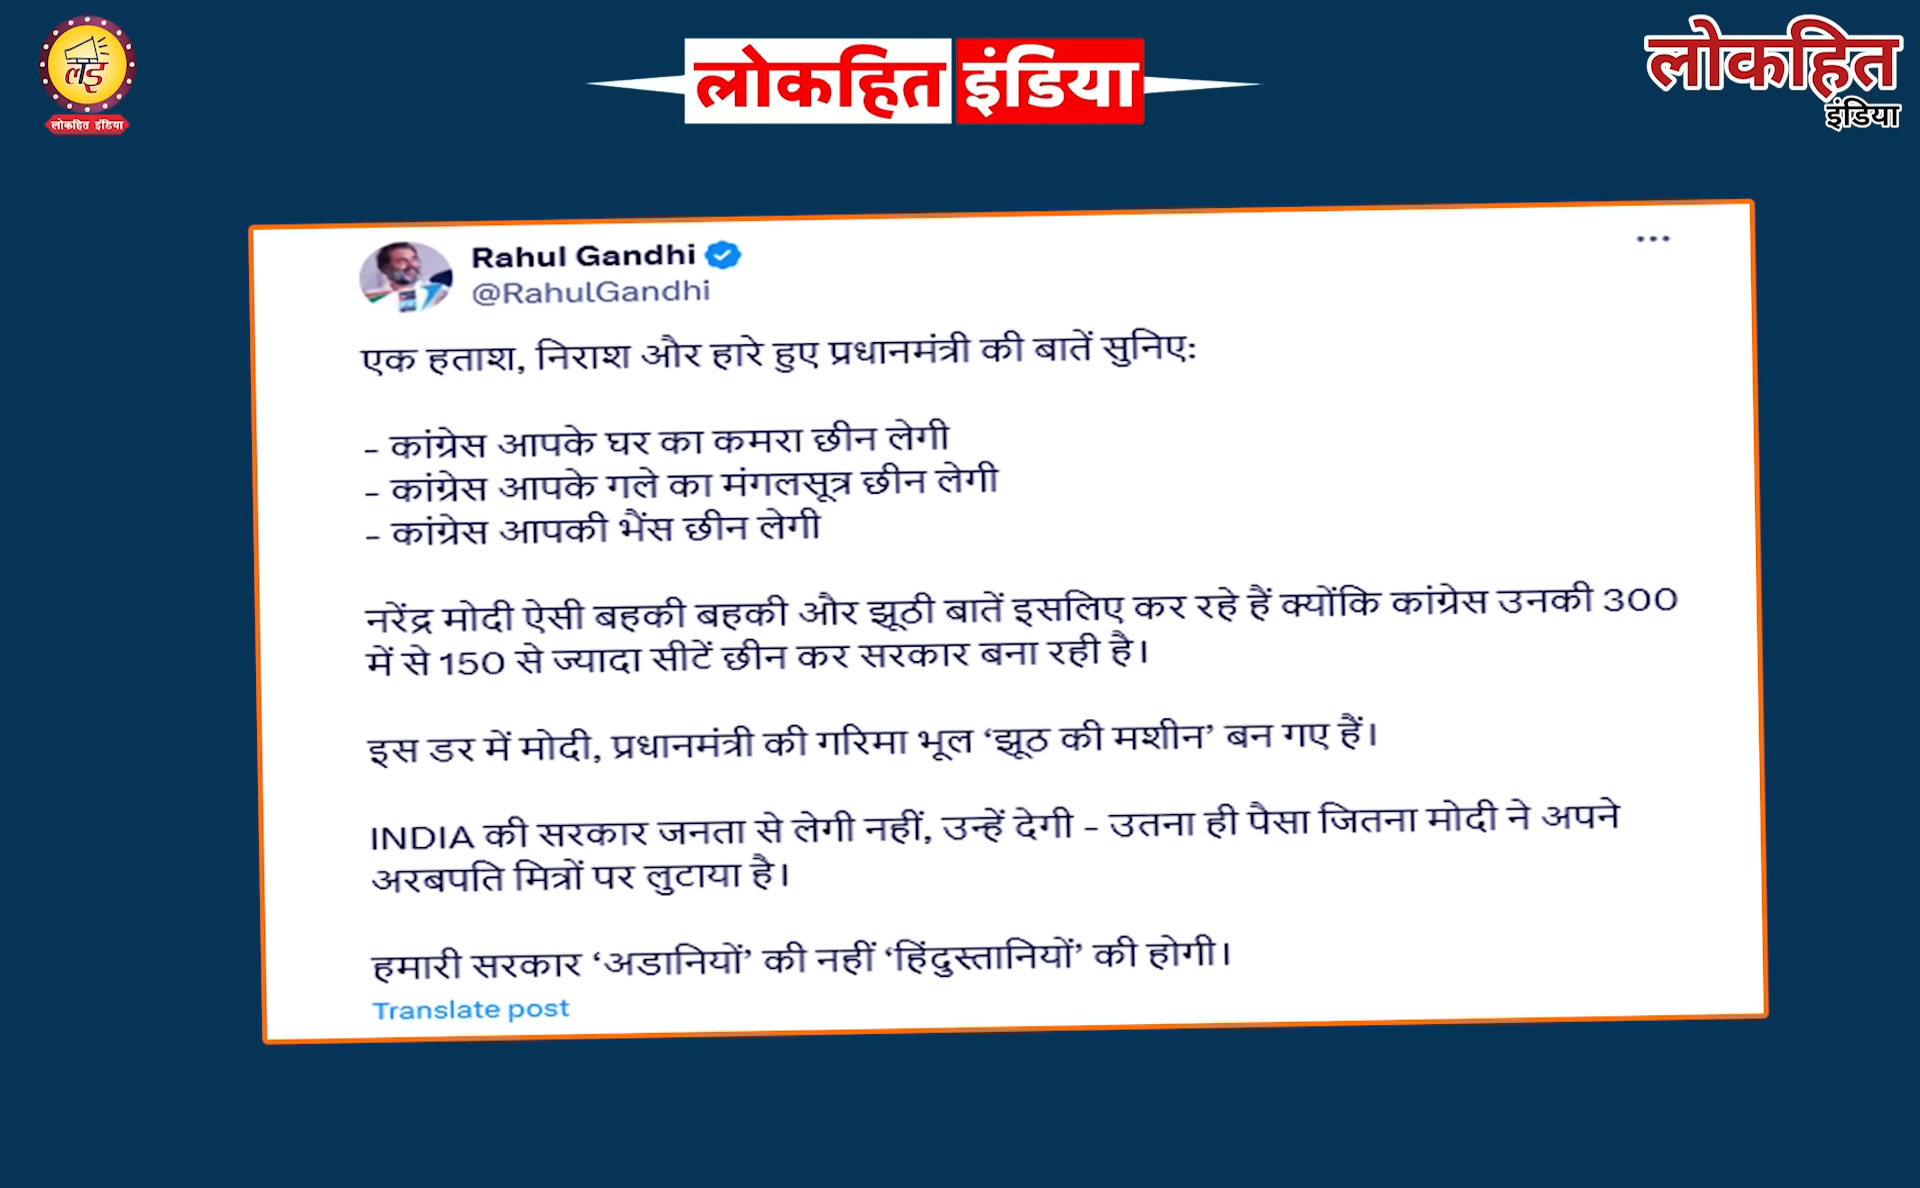 लई
लोकहित इंडिया
लोकहित इंडिया
लोकहित
इंडिया
Rahul Gandhi
@RahulGandhi
एक हताश, निराश और हारे हुए प्रधानमंत्री की बातें सुनिए:
- कांग्रेस आपके घर का कमरा छीन लेगी
- कांग्रेस आपके गले का मंगलसूत्र छीन लेगी
- कांग्रेस आपकी भैंस छीन लेगी
नरेंद्र मोदी ऐसी बहकी बहकी और झूठी बातें इसलिए कर रहे हैं क्योंकि कांग्रेस उनकी 300
में से 150 से ज्यादा सीटें छीन कर सरकार बना रही है।
इस डर में मोदी, प्रधानमंत्री की गरिमा भूल ‘झूठ की मशीन’ बन गए हैं।
INDIA की सरकार जनता से लेगी नहीं, उन्हें देगी - उतना ही पैसा जितना मोदी ने अपने
अरबपति मित्रों पर लुटाया है।
हमारी सरकार ‘अडानियों’ की नहीं ‘हिंदुस्तानियों’ की होगी।
Translate post